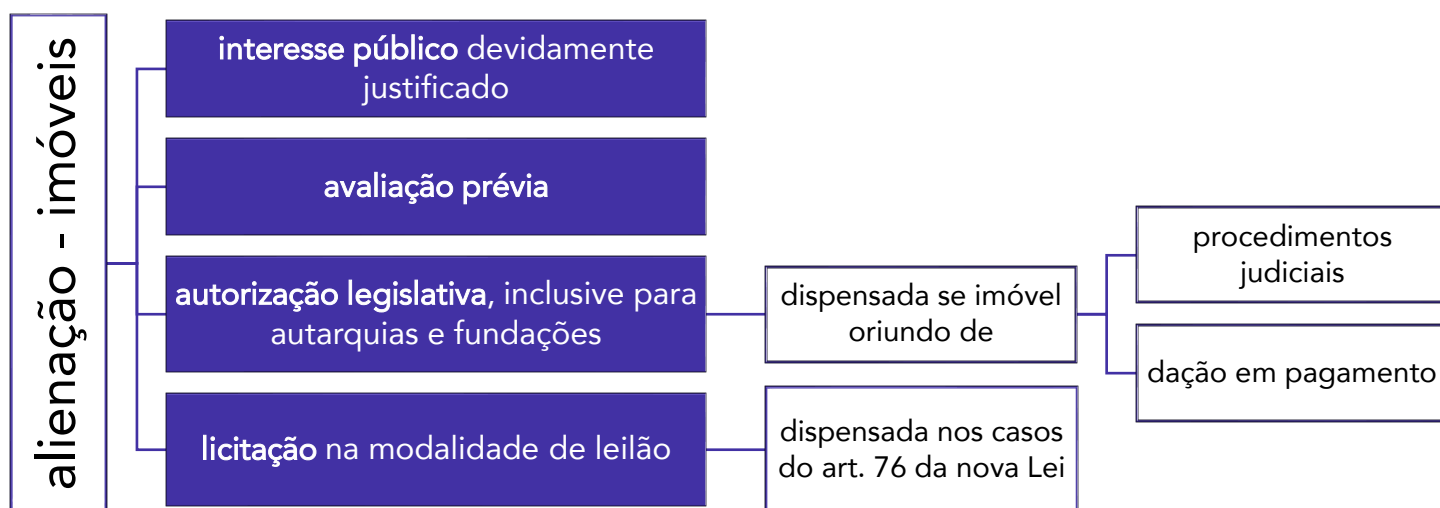 alienação - imóveis
interesse público devidamente
justificado
avaliação prévia
autorização legislativa, inclusive para
autarquias e fundações
dispensada se imóvel
oriundo de
procedimentos
judiciais
dação em pagamento
licitação na modalidade de leilão
dispensada nos casos
do art. 76 da nova Lei